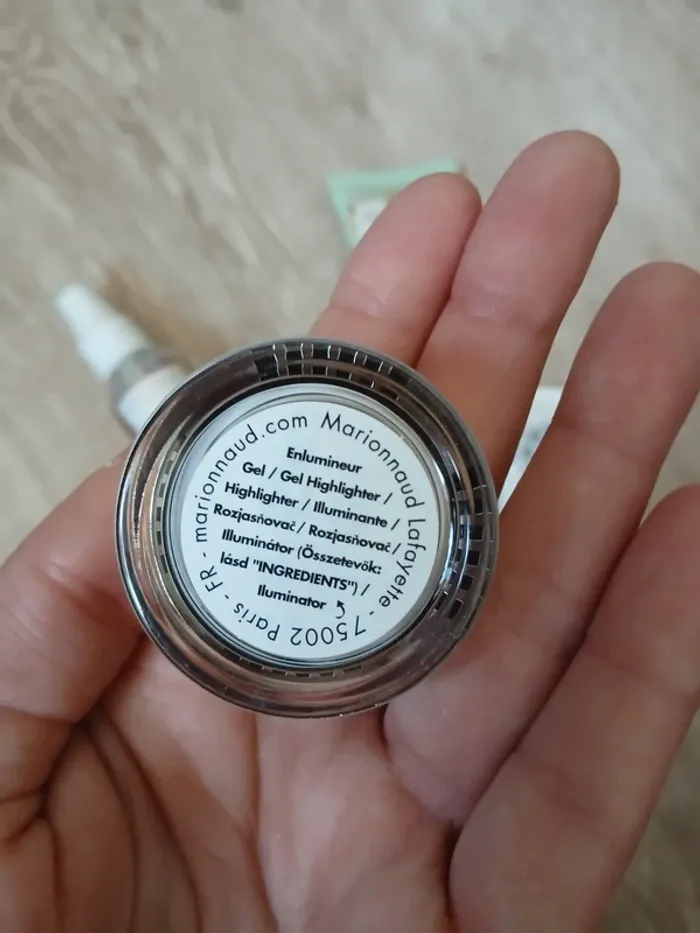 marionnaud.com Marionnaud Lafayette - 75002 Paris - FR -
Enlumineur
Gel / Gel Highlighter /
Highlighter / Illuminante /
Rozjasňovač / Rozjasňovač /
Illuminátor (Összetevők:
lásd "INGREDIENTS") /
Iluminator